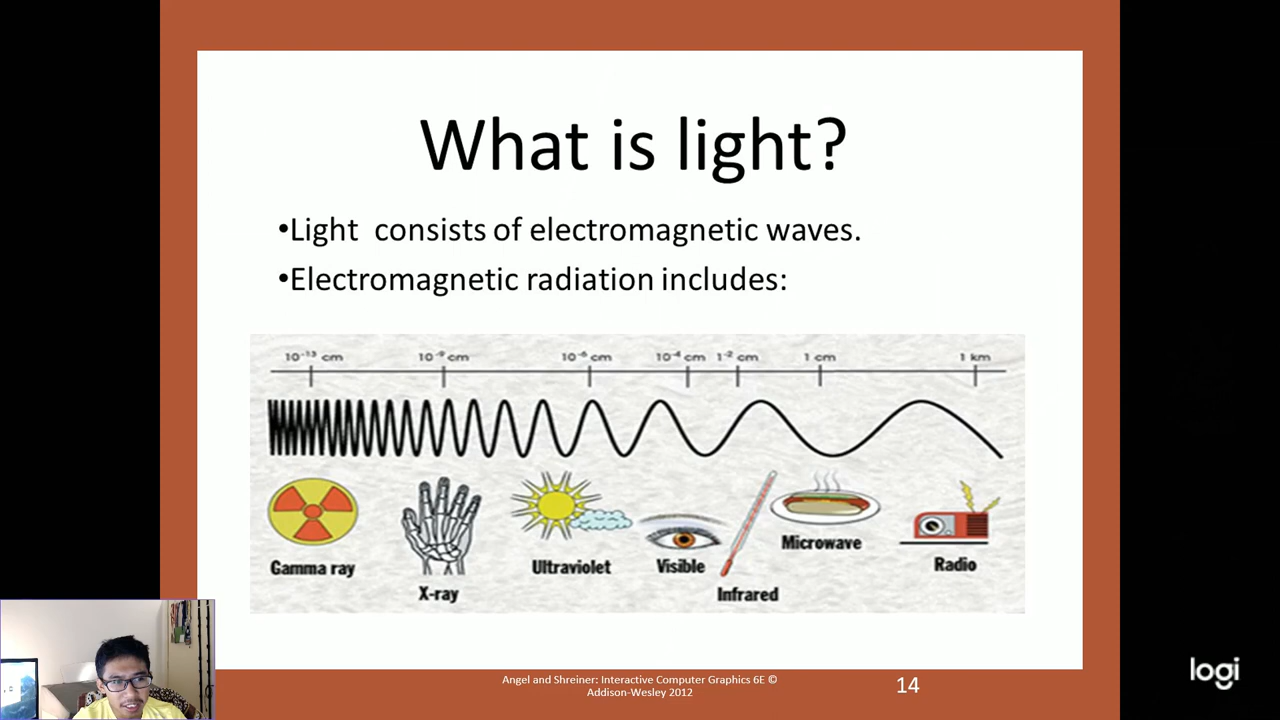 What is light?
•Light consists of electromagnetic waves.
•Electromagnetic radiation includes:
10⁻¹³ cm 10⁻⁹ cm 10⁻⁶ cm 10⁻⁴ cm 1⁻² cm 1 cm 1 km
Gamma ray X-ray Ultraviolet Visible Infrared Microwave Radio
Angel and Shreiner: Interactive Computer Graphics 6E ©
Addison-Wesley 2012
14
logi